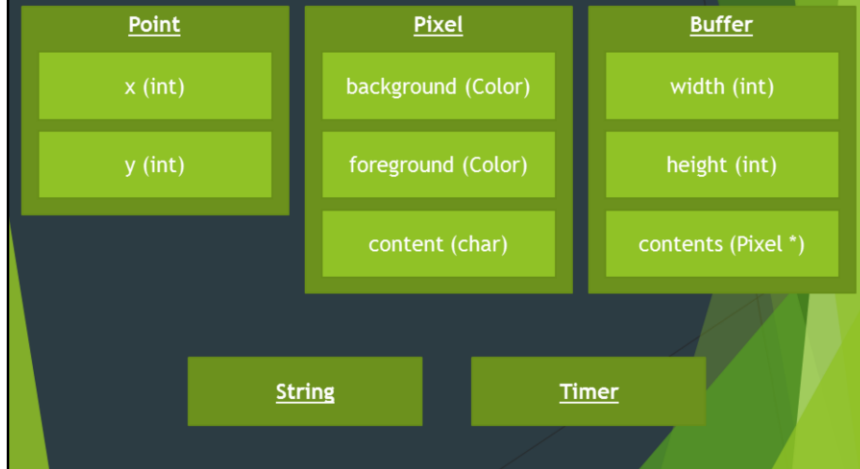 Point
x (int)
y (int)
Pixel
background (Color)
foreground (Color)
content (char)
Buffer
width (int)
height (int)
contents (Pixel *)
String
Timer